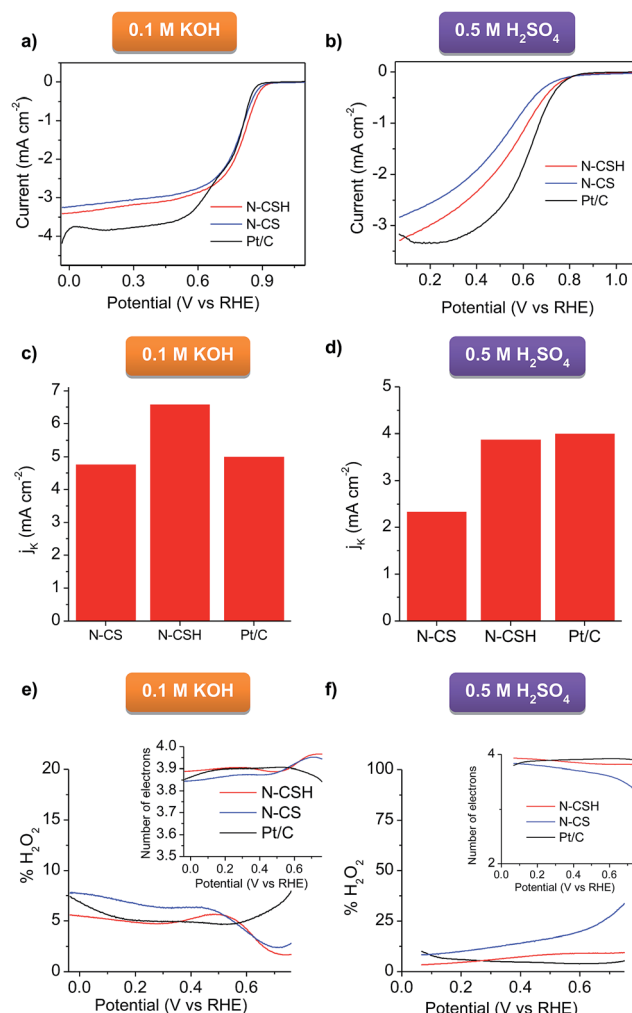 0.1 M KOH
0.5 M H₂SO₄
a)
b)
0
-1
-2
-3
-4
Current (mA cm⁻²)
N-CSH
N-CS
Pt/C
0.0 0.3 0.6 0.9
Potential (V vs RHE)
0
-1
-2
-3
Current (mA cm⁻²)
N-CSH
N-CS
Pt/C
0.2 0.4 0.6 0.8 1.0
Potential (V vs RHE)
c)
0.1 M KOH
d)
0.5 M H₂SO₄
7
6
5
4
3
2
1
0
jK (mA cm⁻²)
N-CS N-CSH Pt/C
5
4
3
2
1
0
jK (mA cm⁻²)
N-CS N-CSH Pt/C
e)
0.1 M KOH
f)
0.5 M H₂SO₄
20
15
10
5
0
% H₂O₂
4.0
3.9
3.8
3.7
3.6
3.5
Number of electrons
N-CSH
N-CS
Pt/C
0.0 0.2 0.4 0.6
Potential (V vs RHE)
0.0 0.2 0.4 0.6
Potential (V vs RHE)
100
75
50
25
0
% H₂O₂
4
2
Number of electrons
N-CSH
N-CS
Pt/C
0.0 0.2 0.4 0.6
Potential (V vs RHE)
0.0 0.2 0.4 0.6
Potential (V vs RHE)